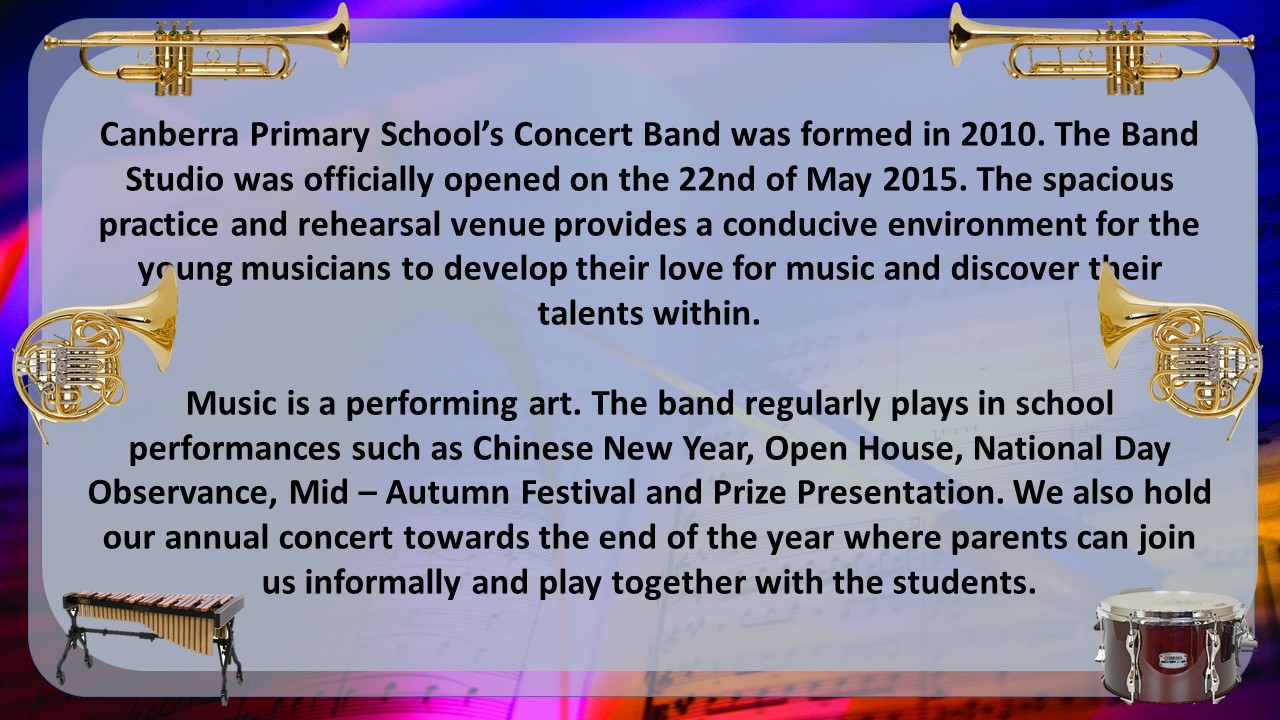 Canberra Primary School’s Concert Band was formed in 2010. The Band
Studio was officially opened on the 22nd of May 2015. The spacious
practice and rehearsal venue provides a conducive environment for the
young musicians to develop their love for music and discover their
talents within.
Music is a performing art. The band regularly plays in school
performances such as Chinese New Year, Open House, National Day
Observance, Mid – Autumn Festival and Prize Presentation. We also hold
our annual concert towards the end of the year where parents can join
us informally and play together with the students.
TUTTI
YAMAHA